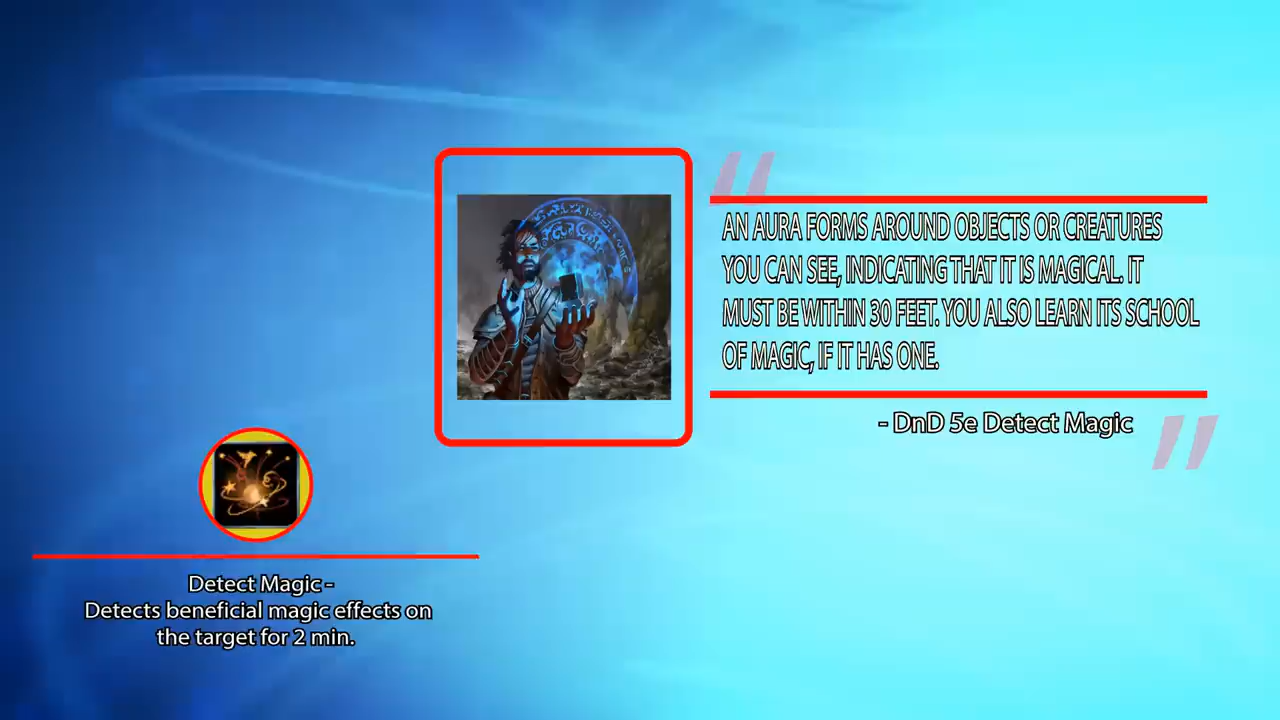 AN AURA FORMS AROUND OBJECTS OR CREATURES
YOU CAN SEE, INDICATING THAT IT IS MAGICAL. IT
MUST BE WITHIN 30 FEET. YOU ALSO LEARN ITS SCHOOL
OF MAGIC, IF IT HAS ONE.
- DnD 5e Detect Magic
Detect Magic -
Detects beneficial magic effects on
the target for 2 min.